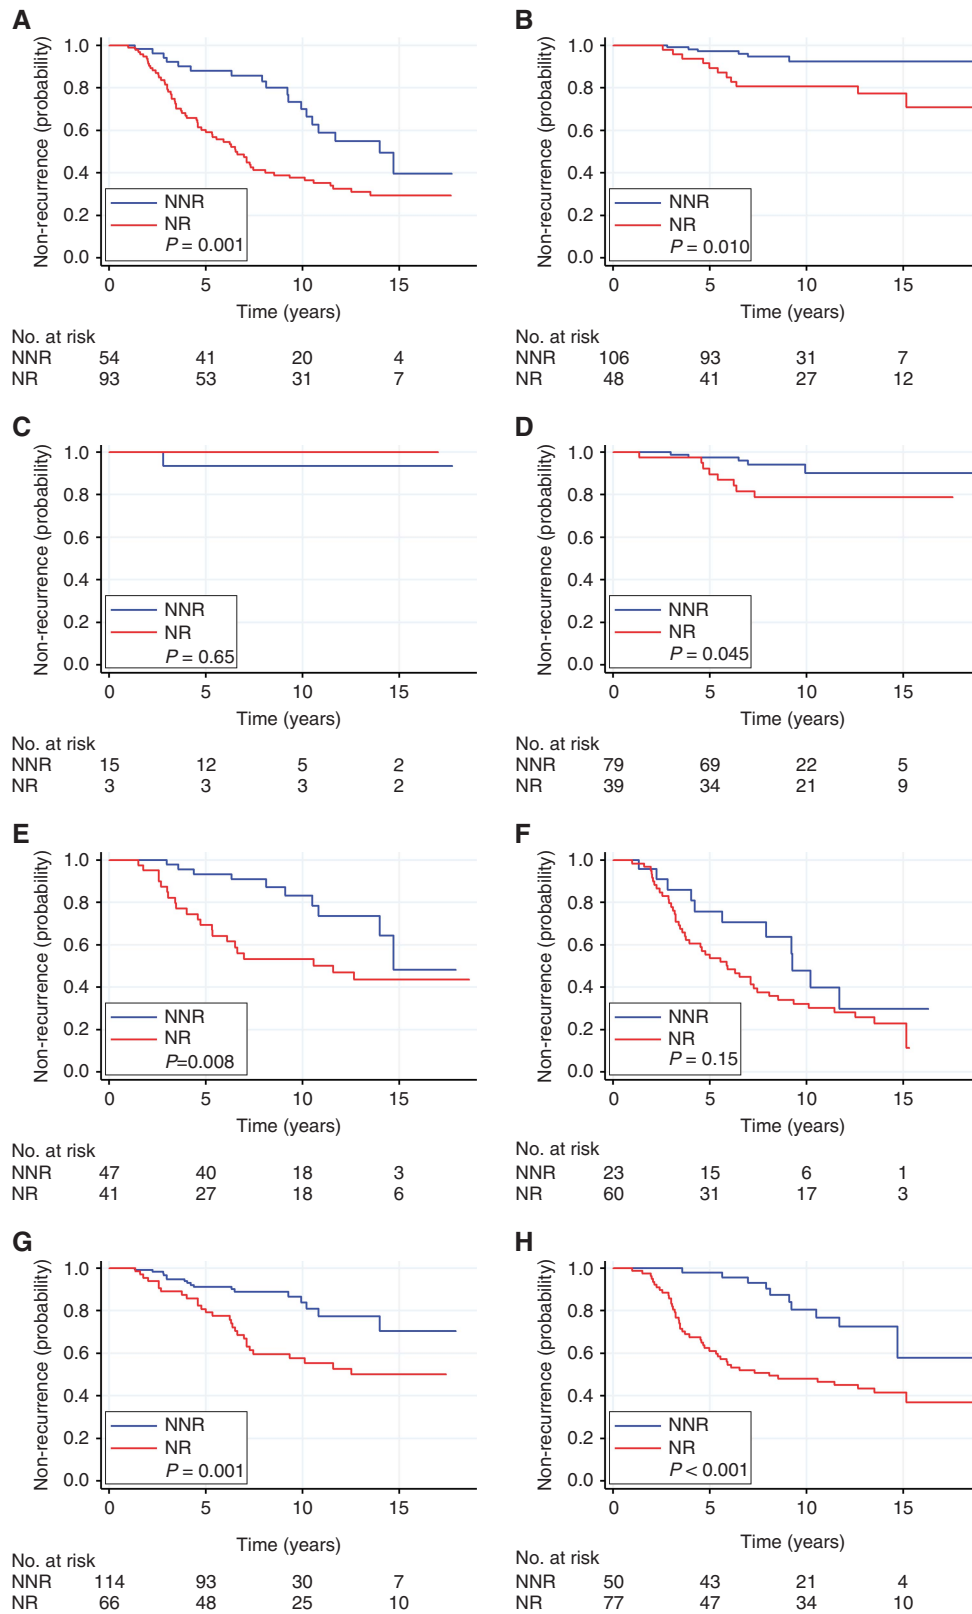 A
Non-recurrence (probability)
1.0
0.8
0.6
0.4
0.2
0.0
NNR
NR
P = 0.001
0 5 10 15
Time (years)
No. at risk
NNR 54 41 20 4
NR 93 53 31 7
B
Non-recurrence (probability)
1.0
0.8
0.6
0.4
0.2
0.0
NNR
NR
P = 0.010
0 5 10 15
Time (years)
No. at risk
NNR 106 93 31 7
NR 48 41 27 12
C
Non-recurrence (probability)
1.0
0.8
0.6
0.4
0.2
0.0
NNR
NR
P = 0.65
0 5 10 15
Time (years)
No. at risk
NNR 15 12 5 2
NR 3 3 3 2
D
Non-recurrence (probability)
1.0
0.8
0.6
0.4
0.2
0.0
NNR
NR
P = 0.045
0 5 10 15
Time (years)
No. at risk
NNR 79 69 22 5
NR 39 34 21 9
E
Non-recurrence (probability)
1.0
0.8
0.6
0.4
0.2
0.0
NNR
NR
P=0.008
0 5 10 15
Time (years)
No. at risk
NNR 47 40 18 3
NR 41 27 18 6
F
Non-recurrence (probability)
1.0
0.8
0.6
0.4
0.2
0.0
NNR
NR
P = 0.15
0 5 10 15
Time (years)
No. at risk
NNR 23 15 6 1
NR 60 31 17 3
G
Non-recurrence (probability)
1.0
0.8
0.6
0.4
0.2
0.0
NNR
NR
P = 0.001
0 5 10 15
Time (years)
No. at risk
NNR 114 93 30 7
NR 66 48 25 10
H
Non-recurrence (probability)
1.0
0.8
0.6
0.4
0.2
0.0
NNR
NR
P < 0.001
0 5 10 15
Time (years)
No. at risk
NNR 50 43 21 4
NR 77 47 34 10